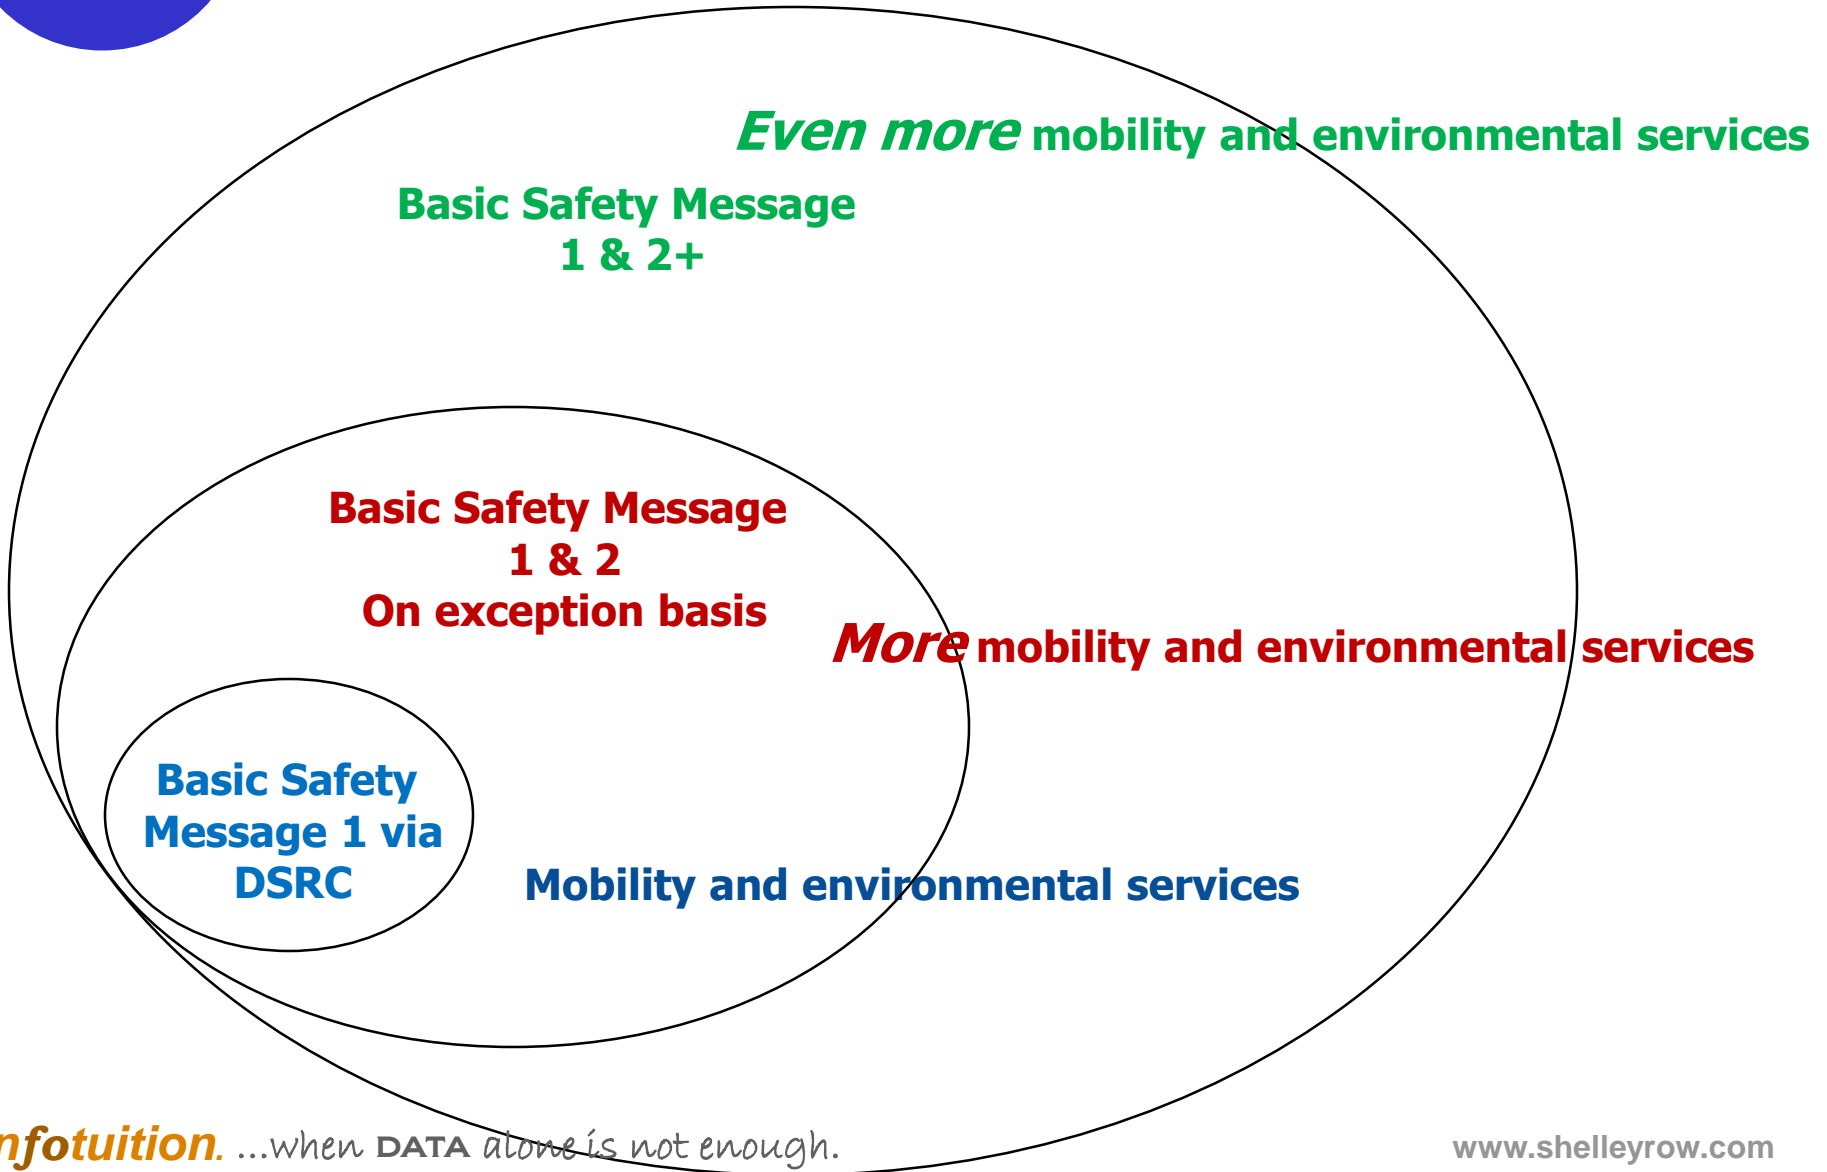 Even more mobility and environmental services
Basic Safety Message
1 & 2+
Basic Safety Message
1 & 2
On exception basis
More mobility and environmental services
Basic Safety
Message 1 via
DSRC
Mobility and environmental services
nfotuition. ...when DATA alone is not enough.
www.shelleyrow.com